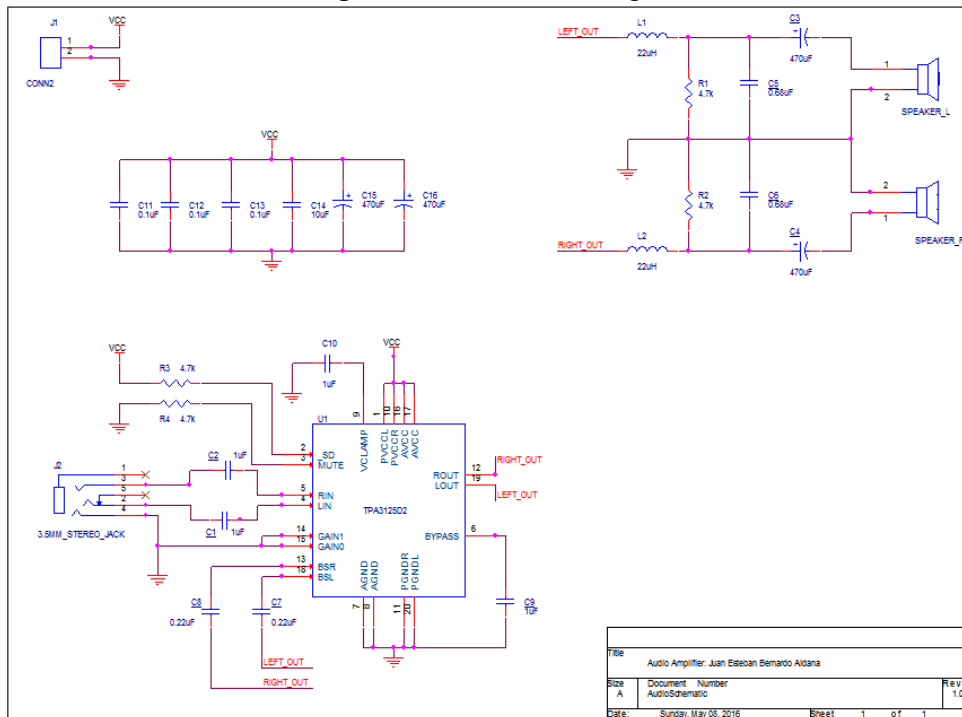 J1
VCC
1
2
CONN2
LEFT_OUT
L1
22uH
C3
470uF
R1
4.7k
C5
0.68uF
1
2
SPEAKER_L
R2
4.7k
C6
0.68uF
2
1
SPEAKER_R
RIGHT_OUT
L2
22uH
C4
470uF
VCC
C11
0.1uF
C12
0.1uF
C13
0.1uF
C14
10uF
C15
470uF
C16
470uF
VCC
R3 4.7k
R4 4.7k
C10
1uF
VCC
U1
9
1
10
16
17
VCLAMP
PVCCL
PVCCR
AVCC
AVCC
2
3
SD
MUTE
J2
1
3
5
2
4
3.5MM_STEREO_JACK
C2 1uF
C1 1uF
5
4
RIN
LIN
TPA3125D2
ROUT
LOUT
12
19
RIGHT_OUT
LEFT_OUT
14
15
GAIN1
GAIN0
BYPASS
6
13
18
BSR
BSL
AGND
AGND
PGNDR
PGNDL
7
8
11
20
C8
0.22uF
C7
0.22uF
C9
1uF
LEFT_OUT
RIGHT_OUT
Title
Audio Amplifier: Juan Esteban Bernardo Aldana
Size
A
Document Number
AudioSchematic
Rev
1.0
Date: Sunday, May 08, 2016
Sheet 1 of 1